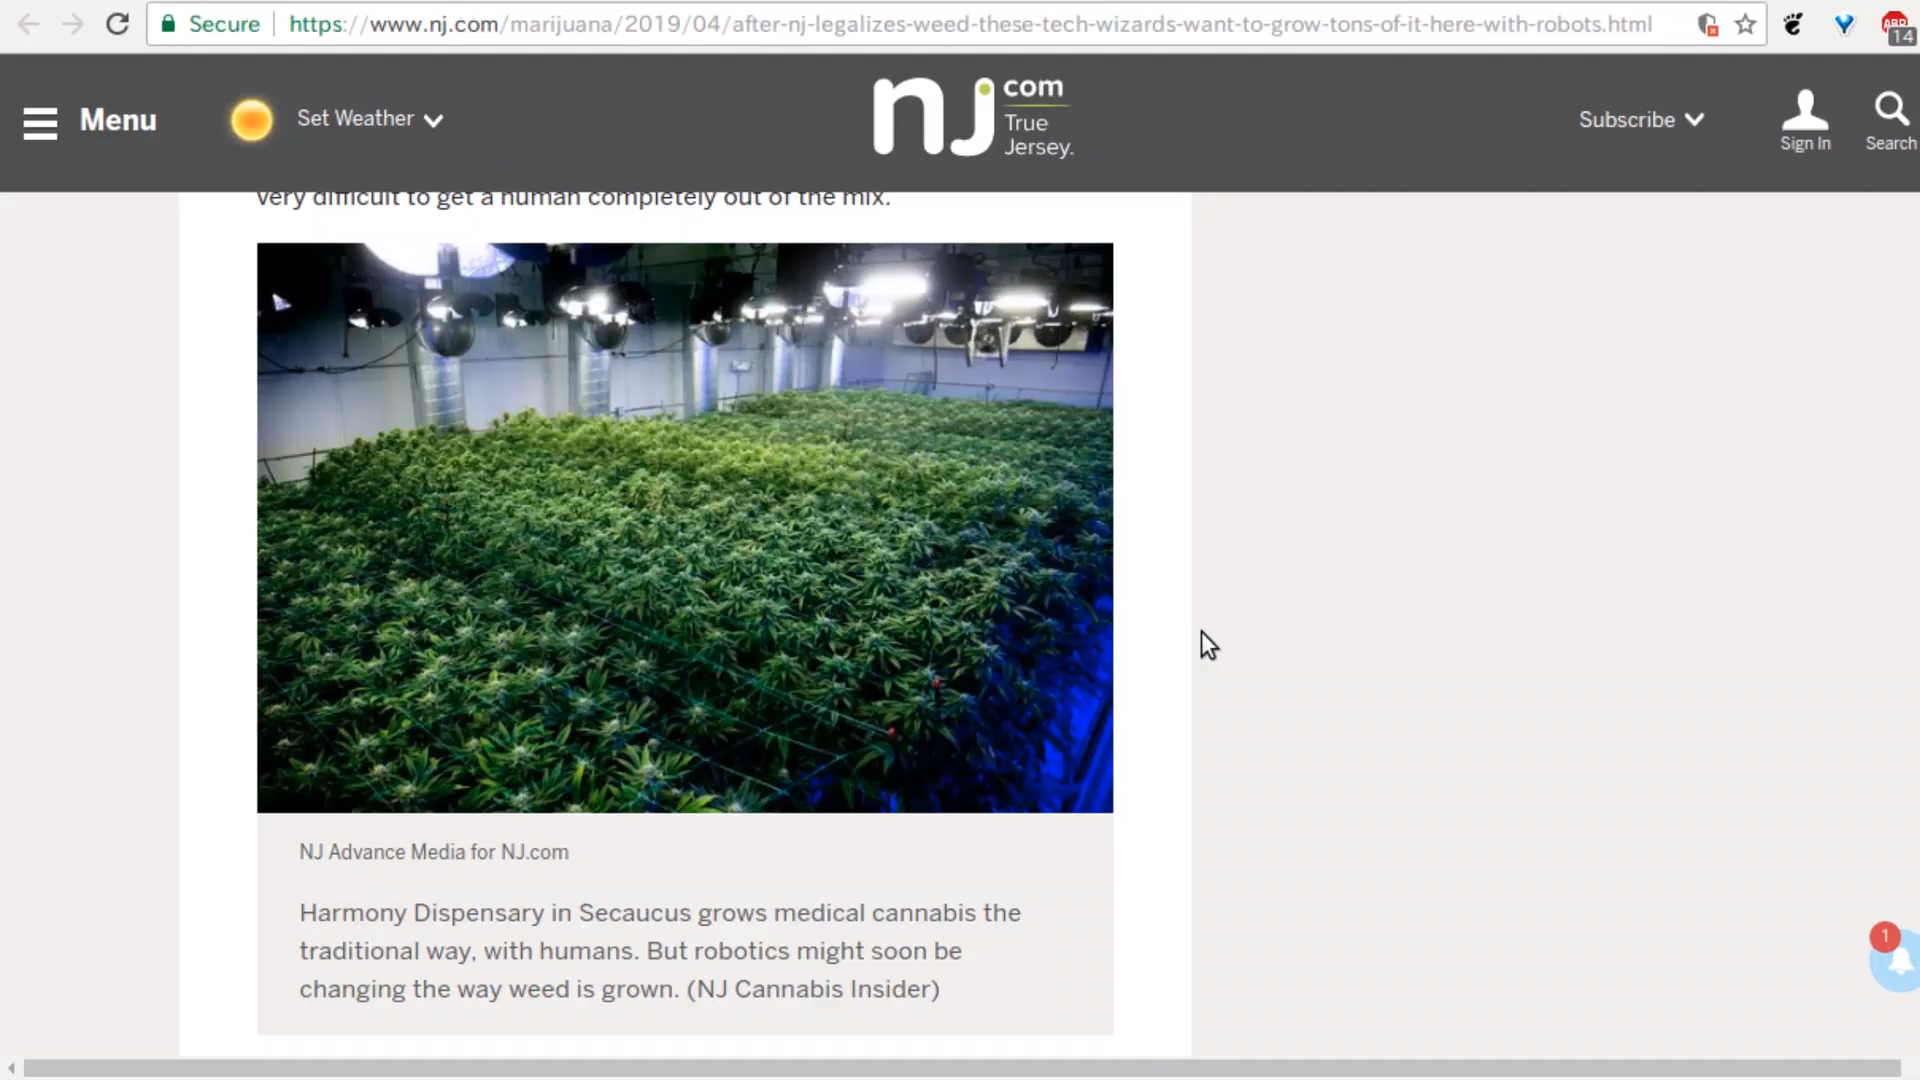 Secure https://www.nj.com/marijuana/2019/04/after-nj-legalizes-weed-these-tech-wizards-want-to-grow-tons-of-it-here-with-robots.html
ABP
14
Menu
Set Weather
nj com
True
Jersey.
Subscribe
Sign In
Search
very difficult to get a human completely out of the mix.
NJ Advance Media for NJ.com
Harmony Dispensary in Secaucus grows medical cannabis the
traditional way, with humans. But robotics might soon be
changing the way weed is grown. (NJ Cannabis Insider)
1